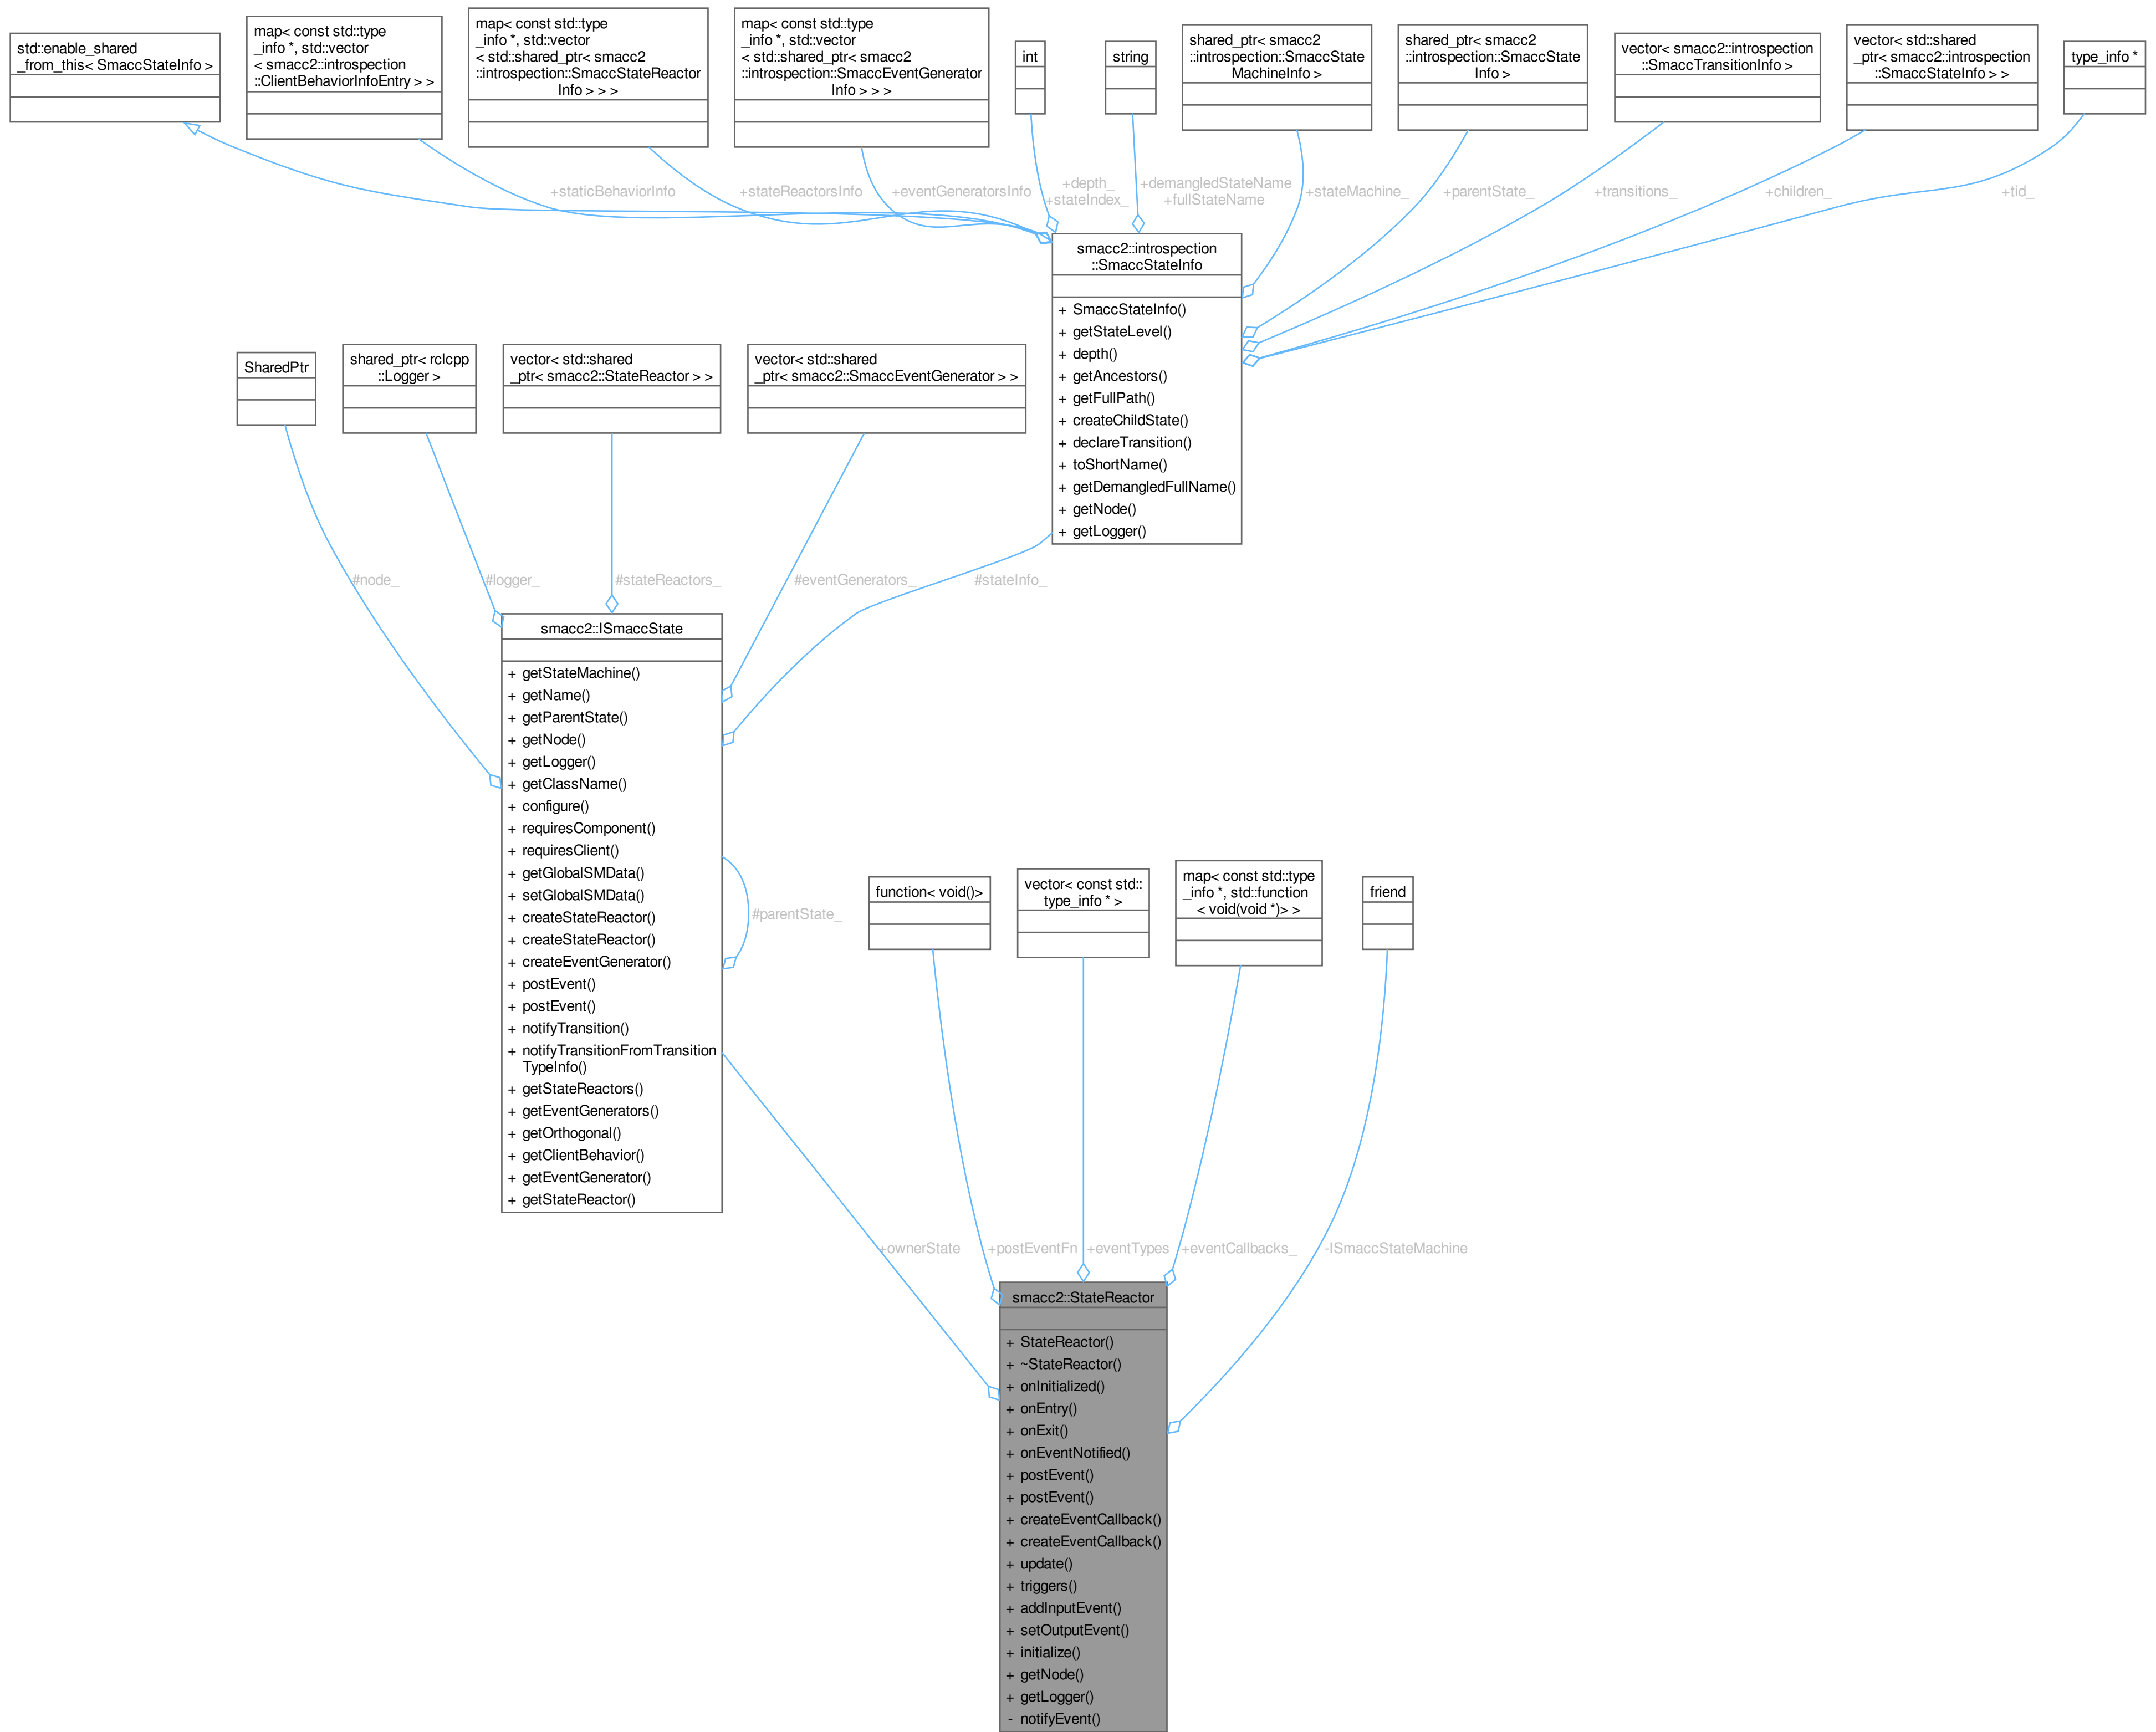 std::enable_shared
_from_this< SmaccStateInfo >
map< const std::type
_info *, std::vector
< smacc2::introspection
::ClientBehaviorInfoEntry > >
map< const std::type
_info *, std::vector
< std::shared_ptr< smacc2
::introspection::SmaccStateReactor
Info > > >
map< const std::type
_info *, std::vector
< std::shared_ptr< smacc2
::introspection::SmaccEventGenerator
Info > > >
int
string
shared_ptr< smacc2
::introspection::SmaccState
MachineInfo >
shared_ptr< smacc2
::introspection::SmaccState
Info >
vector< smacc2::introspection
::SmaccTransitionInfo >
vector< std::shared
_ptr< smacc2::introspection
::SmaccStateInfo > >
type_info *
+staticBehaviorInfo
+stateReactorsInfo
+eventGeneratorsInfo
+depth_
+stateIndex_
+demangledStateName
+fullStateName
+stateMachine_
+parentState_
+transitions_
+children_
+tid_
smacc2::introspection
::SmaccStateInfo
+ SmaccStateInfo()
+ getStateLevel()
+ depth()
+ getAncestors()
+ getFullPath()
+ createChildState()
+ declareTransition()
+ toShortName()
+ getDemangledFullName()
+ getNode()
+ getLogger()
SharedPtr
shared_ptr< rclcpp
::Logger >
vector< std::shared
_ptr< smacc2::StateReactor > >
vector< std::shared
_ptr< smacc2::SmaccEventGenerator > >
#node_
#logger_
#stateReactors_
#eventGenerators_
#stateInfo_
smacc2::ISmaccState
+ getStateMachine()
+ getName()
+ getParentState()
+ getNode()
+ getLogger()
+ getClassName()
+ configure()
+ requiresComponent()
+ requiresClient()
+ getGlobalSMData()
+ setGlobalSMData()
+ createStateReactor()
+ createStateReactor()
+ createEventGenerator()
+ postEvent()
+ postEvent()
+ notifyTransition()
+ notifyTransitionFromTransition
TypeInfo()
+ getStateReactors()
+ getEventGenerators()
+ getOrthogonal()
+ getClientBehavior()
+ getEventGenerator()
+ getStateReactor()
#parentState_
function< void()>
vector< const std::
type_info * >
map< const std::type
_info *, std::function
< void(void *)> >
friend
+ownerState
+postEventFn
+eventTypes
+eventCallbacks_
-ISmaccStateMachine
smacc2::StateReactor
+ StateReactor()
+ ~StateReactor()
+ onInitialized()
+ onEntry()
+ onExit()
+ onEventNotified()
+ postEvent()
+ postEvent()
+ createEventCallback()
+ createEventCallback()
+ update()
+ triggers()
+ addInputEvent()
+ setOutputEvent()
+ initialize()
+ getNode()
+ getLogger()
- notifyEvent()